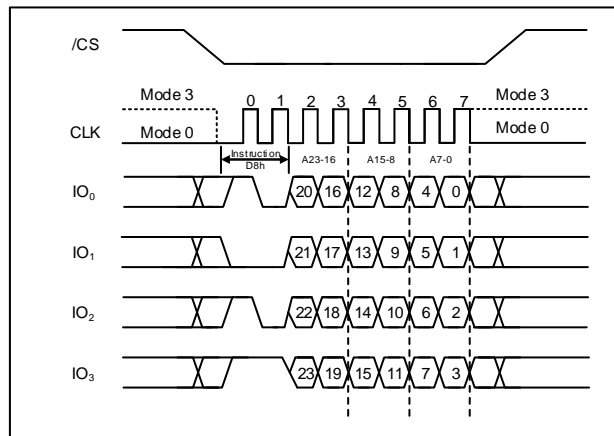 /CS
Mode 3 0 1 2 3 4 5 6 7 Mode 3
CLK Mode 0 Mode 0
Instruction
D8h A23-16 A15-8 A7-0
IO0 20 16 12 8 4 0
IO1 21 17 13 9 5 1
IO2 22 18 14 10 6 2
IO3 23 19 15 11 7 3